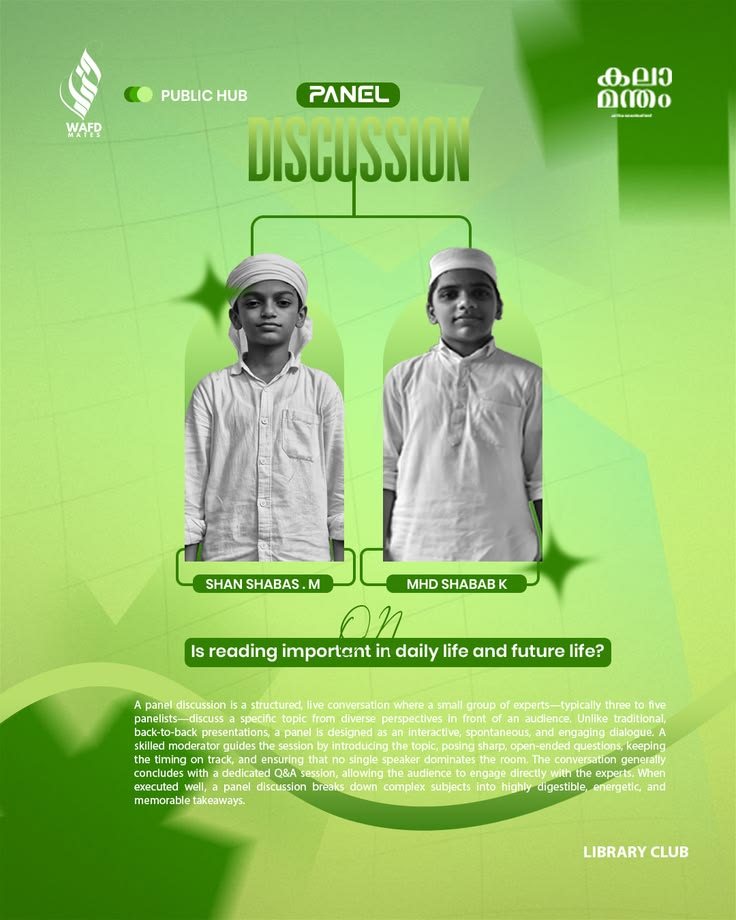 WAFD
MATES
PUBLIC HUB
PANEL
DISCUSSION
കലാ
മന്തം
SHAN SHABAS . M
MHD SHABAB K
ON
Is reading important in daily life and future life?
A panel discussion is a structured, live conversation where a small group of experts—typically three to five
panelists—discuss a specific topic from diverse perspectives in front of an audience. Unlike traditional,
back-to-back presentations, a panel is designed as an interactive, spontaneous, and engaging dialogue. A
skilled moderator guides the session by introducing the topic, posing sharp, open-ended questions, keeping
the timing on track, and ensuring that no single speaker dominates the room. The conversation generally
concludes with a dedicated Q&A session, allowing the audience to engage directly with the experts. When
executed well, a panel discussion breaks down complex subjects into highly digestible, energetic, and
memorable takeaways.
LIBRARY CLUB